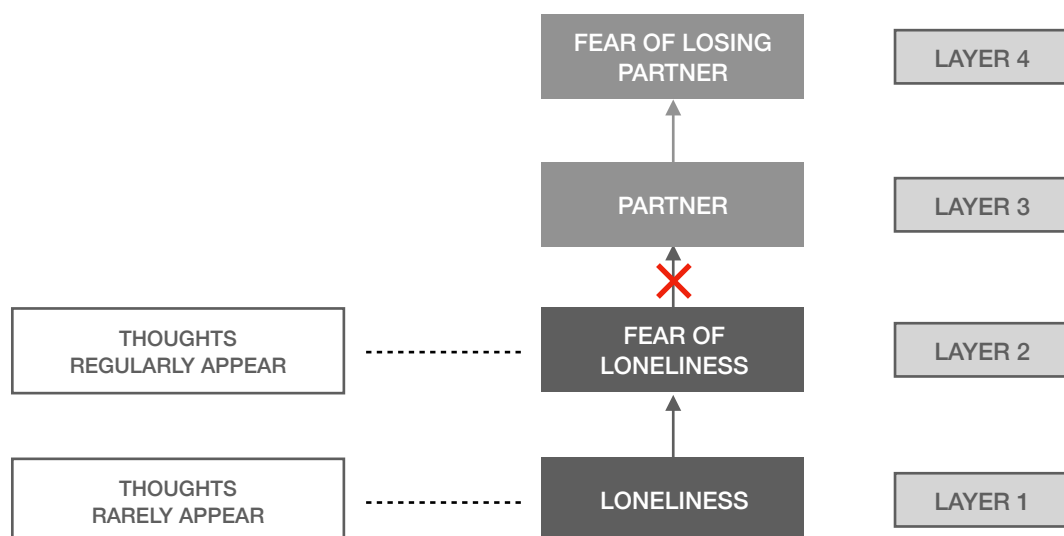 FEAR OF LOSING
PARTNER
LAYER 4
PARTNER
LAYER 3
THOUGHTS
REGULARLY APPEAR
FEAR OF
LONELINESS
LAYER 2
THOUGHTS
RARELY APPEAR
LONELINESS
LAYER 1